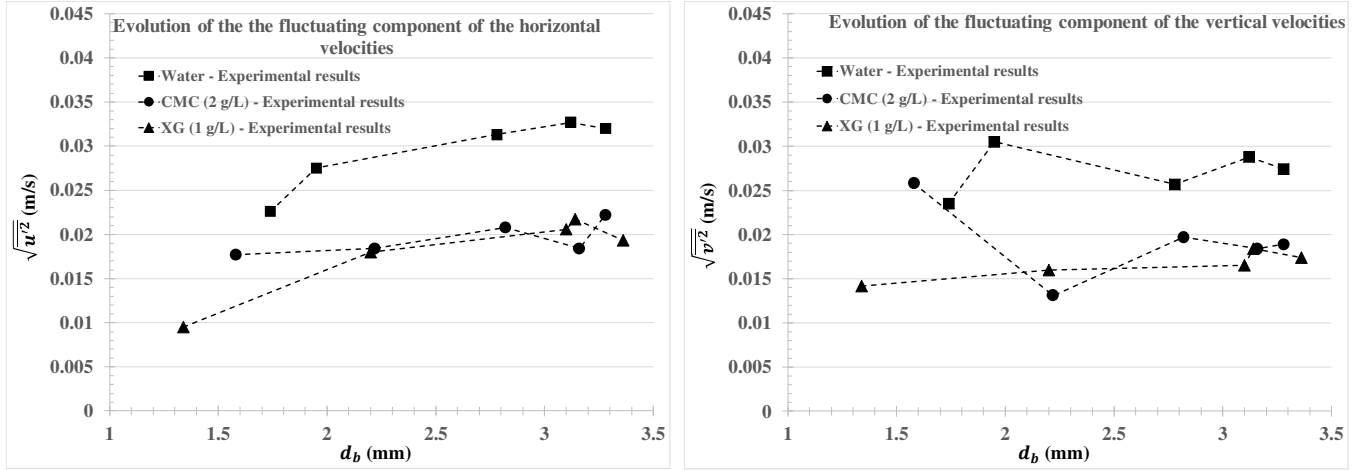 Evolution of the the fluctuating component of the horizontal
velocities
Water - Experimental results
CMC (2 g/L) - Experimental results
XG (1 g/L) - Experimental results
0.045
0.04
0.035
0.03
0.025
0.02
0.015
0.01
0.005
0
√u′² (m/s)
1 1.5 2 2.5 3 3.5
d_b (mm)
Evolution of the fluctuating component of the vertical velocities
Water - Experimental results
CMC (2 g/L) - Experimental results
XG (1 g/L) - Experimental results
0.045
0.04
0.035
0.03
0.025
0.02
0.015
0.01
0.005
0
√v′² (m/s)
1 1.5 2 2.5 3 3.5
d_b (mm)